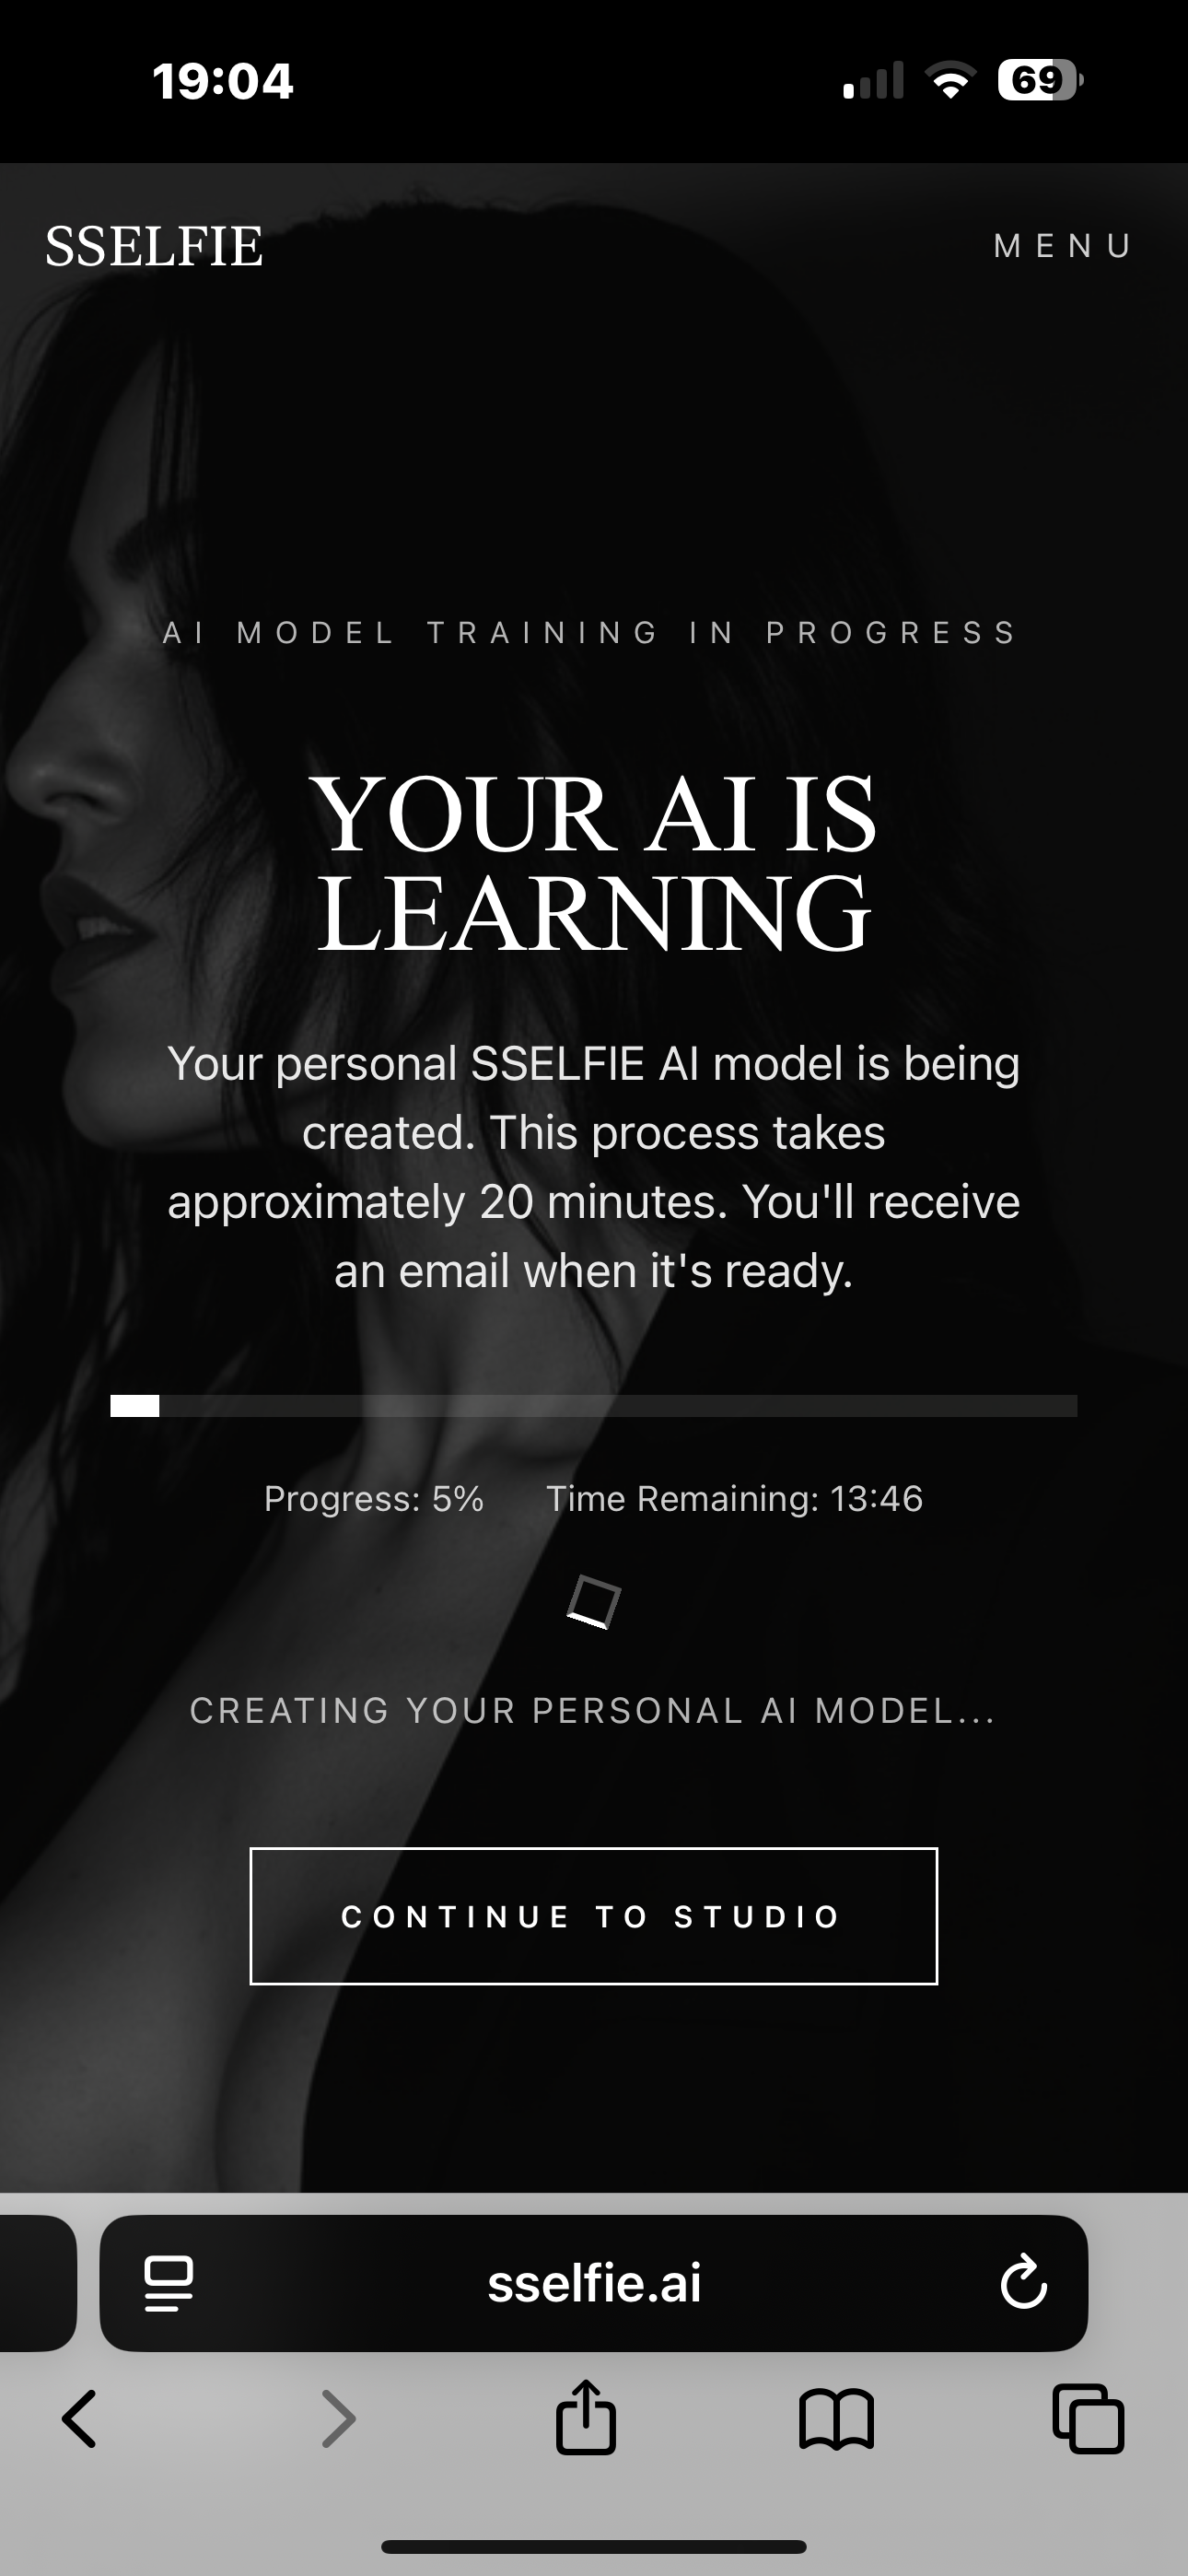 19:04
69
SSELFIE
MENU
AI MODEL TRAINING IN PROGRESS
YOUR AI IS
LEARNING
Your personal SSELFIE AI model is being
created. This process takes
approximately 20 minutes. You'll receive
an email when it's ready.
Progress: 5%
Time Remaining: 13:46
CREATING YOUR PERSONAL AI MODEL...
CONTINUE TO STUDIO
sselfie.ai